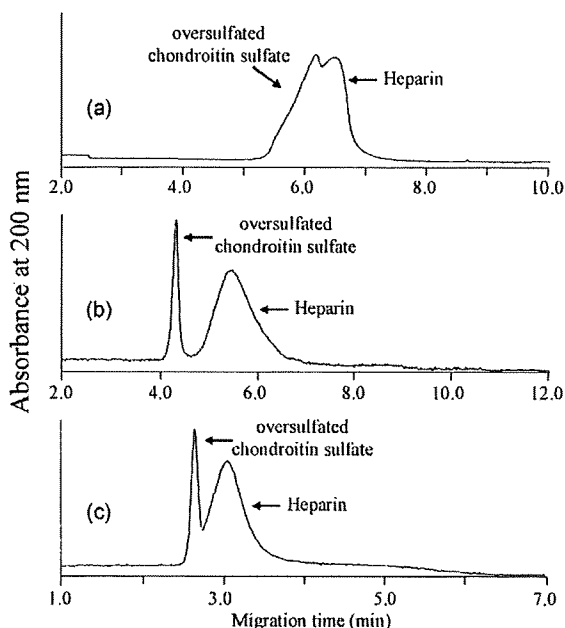 oversulfated
chondroitin sulfate
Heparin
(a)
2.0 4.0 6.0 8.0 10.0
oversulfated
chondroitin sulfate
(b)
Heparin
2.0 4.0 6.0 8.0 10.0 12.0
oversulfated
chondroitin sulfate
(c)
Heparin
1.0 3.0 5.0 7.0
Migration time (min)
Absorbance at 200 nm